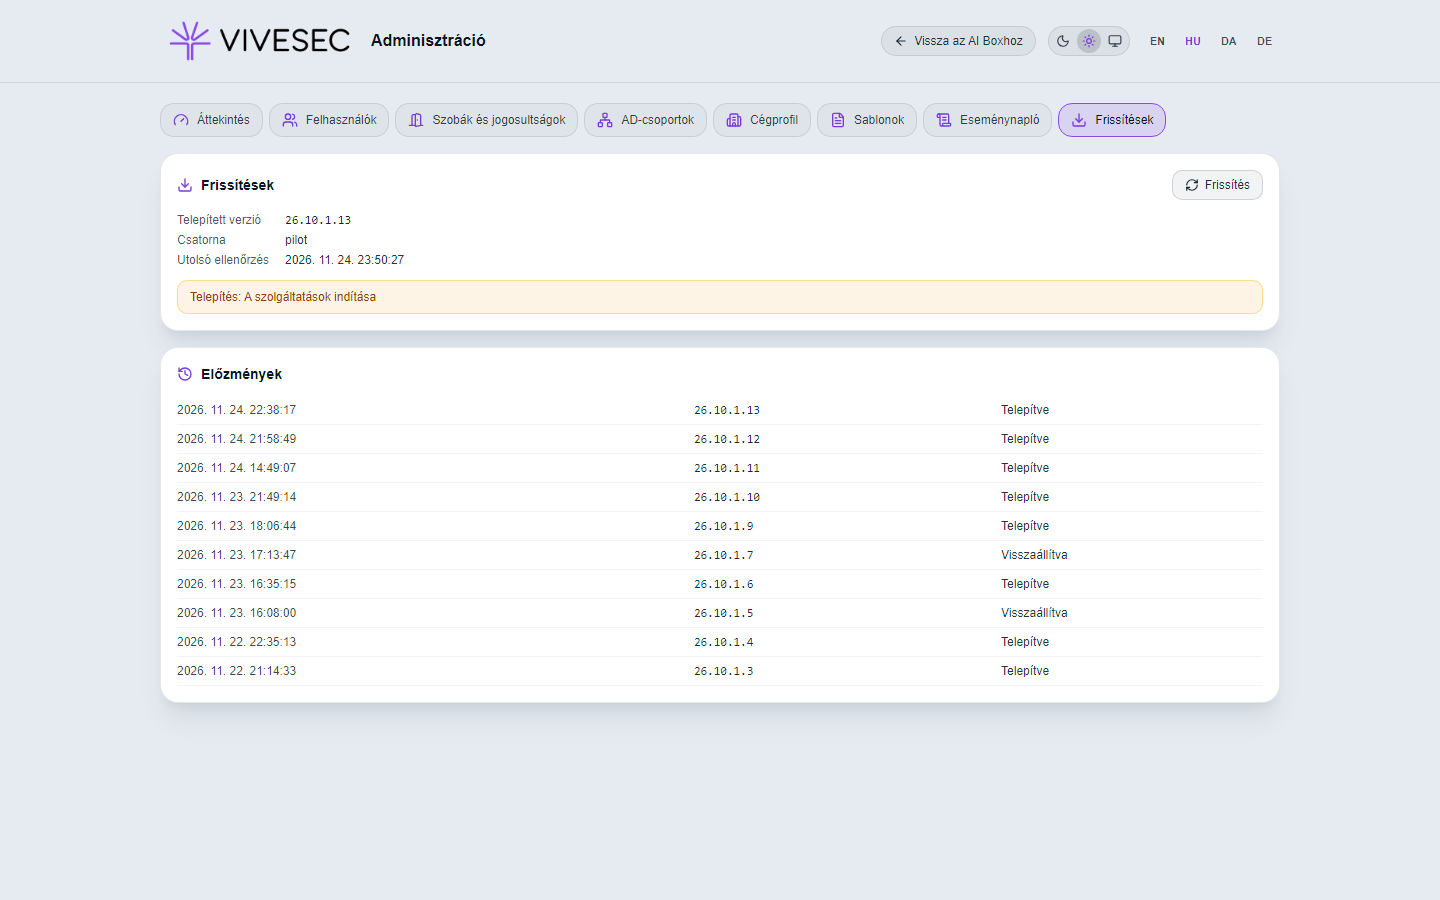 VIVESEC Adminisztráció Vissza az AI Boxhoz EN HU DA DE
Áttekintés Felhasználók Szobák és jogosultságok AD-csoportok Cégprofil Sablonok Eseménynapló Frissítések
Frissítések Frissítés
Telepített verzió 26.10.1.13
Csatorna pilot
Utolsó ellenőrzés 2026. 11. 24. 23:50:27
Telepítés: A szolgáltatások indítása
Előzmények
2026. 11. 24. 22:38:17 26.10.1.13 Telepítve
2026. 11. 24. 21:58:49 26.10.1.12 Telepítve
2026. 11. 24. 14:49:07 26.10.1.11 Telepítve
2026. 11. 23. 21:49:14 26.10.1.10 Telepítve
2026. 11. 23. 18:06:44 26.10.1.9 Telepítve
2026. 11. 23. 17:13:47 26.10.1.7 Visszaállítva
2026. 11. 23. 16:35:15 26.10.1.6 Telepítve
2026. 11. 23. 16:08:00 26.10.1.5 Visszaállítva
2026. 11. 22. 22:35:13 26.10.1.4 Telepítve
2026. 11. 22. 21:14:33 26.10.1.3 Telepítve